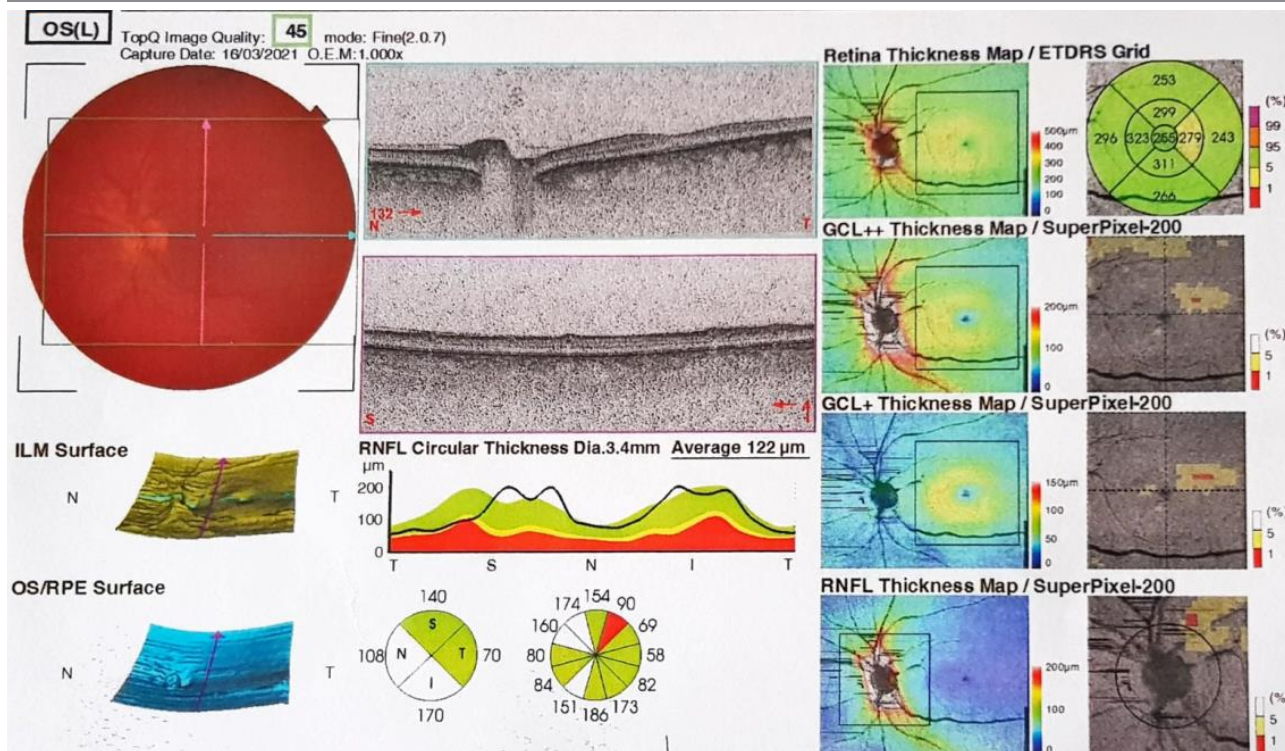 OS(L) TopQ Image Quality: 45 mode: Fine(2.0.7)
Capture Date: 16/03/2021 O.E.M:1.000x
132
N
T
S
I
ILM Surface
N
T
OS/RPE Surface
N
T
RNFL Circular Thickness Dia.3.4mm Average 122 µm
µm
200
100
0
T S N I T
140
S
108 N T 70
I
170
174 154 90
160 69
80 58
84 82
151 186 173
Retina Thickness Map / ETDRS Grid
500µm
400
300
200
100
0
253
299
296 323 255 279 243
311
266
(%)
99
95
5
1
GCL++ Thickness Map / SuperPixel-200
200µm
100
0
(%)
5
1
GCL+ Thickness Map / SuperPixel-200
150µm
100
50
0
(%)
5
1
RNFL Thickness Map / SuperPixel-200
200µm
100
0
(%)
5
1